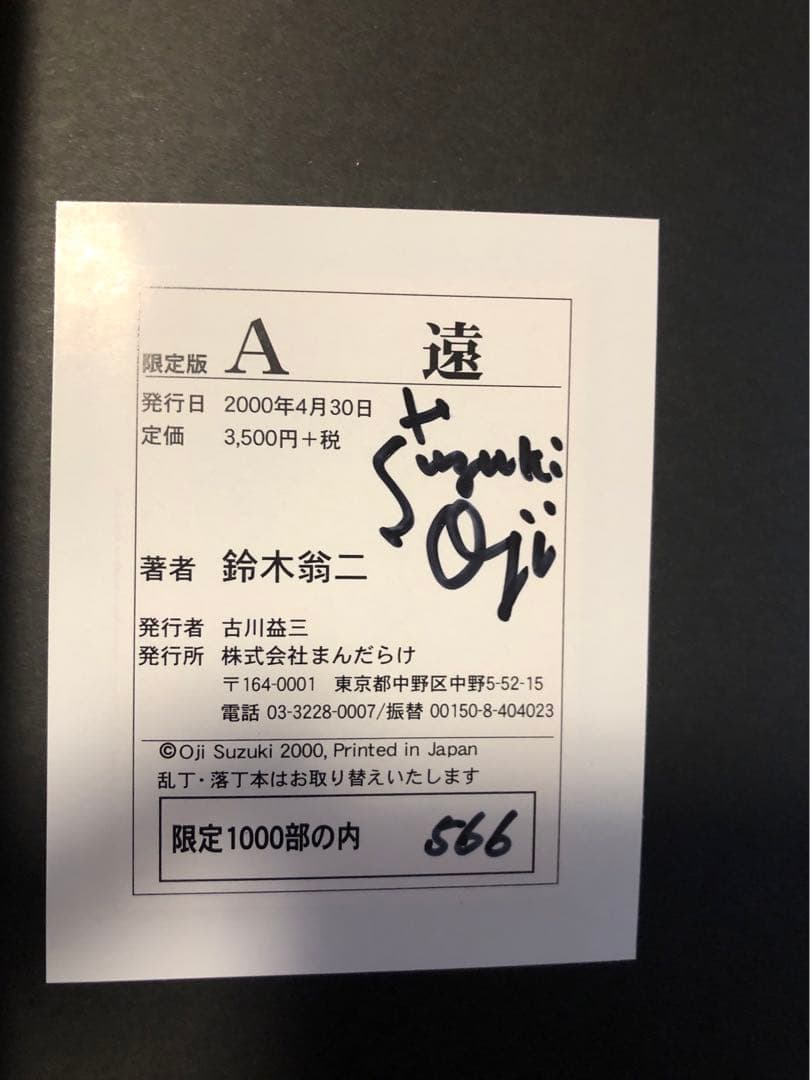 限定版 A 遠
発行日 2000年4月30日
定価 3,500円+税
Suzuki
Oji
著者 鈴木翁二
発行者 古川益三
発行所 株式会社まんだらけ
〒164-0001 東京都中野区中野5-52-15
電話 03-3228-0007/振替 00150-8-404023
©Oji Suzuki 2000, Printed in Japan
乱丁・落丁本はお取り替えいたします
限定1000部の内 566